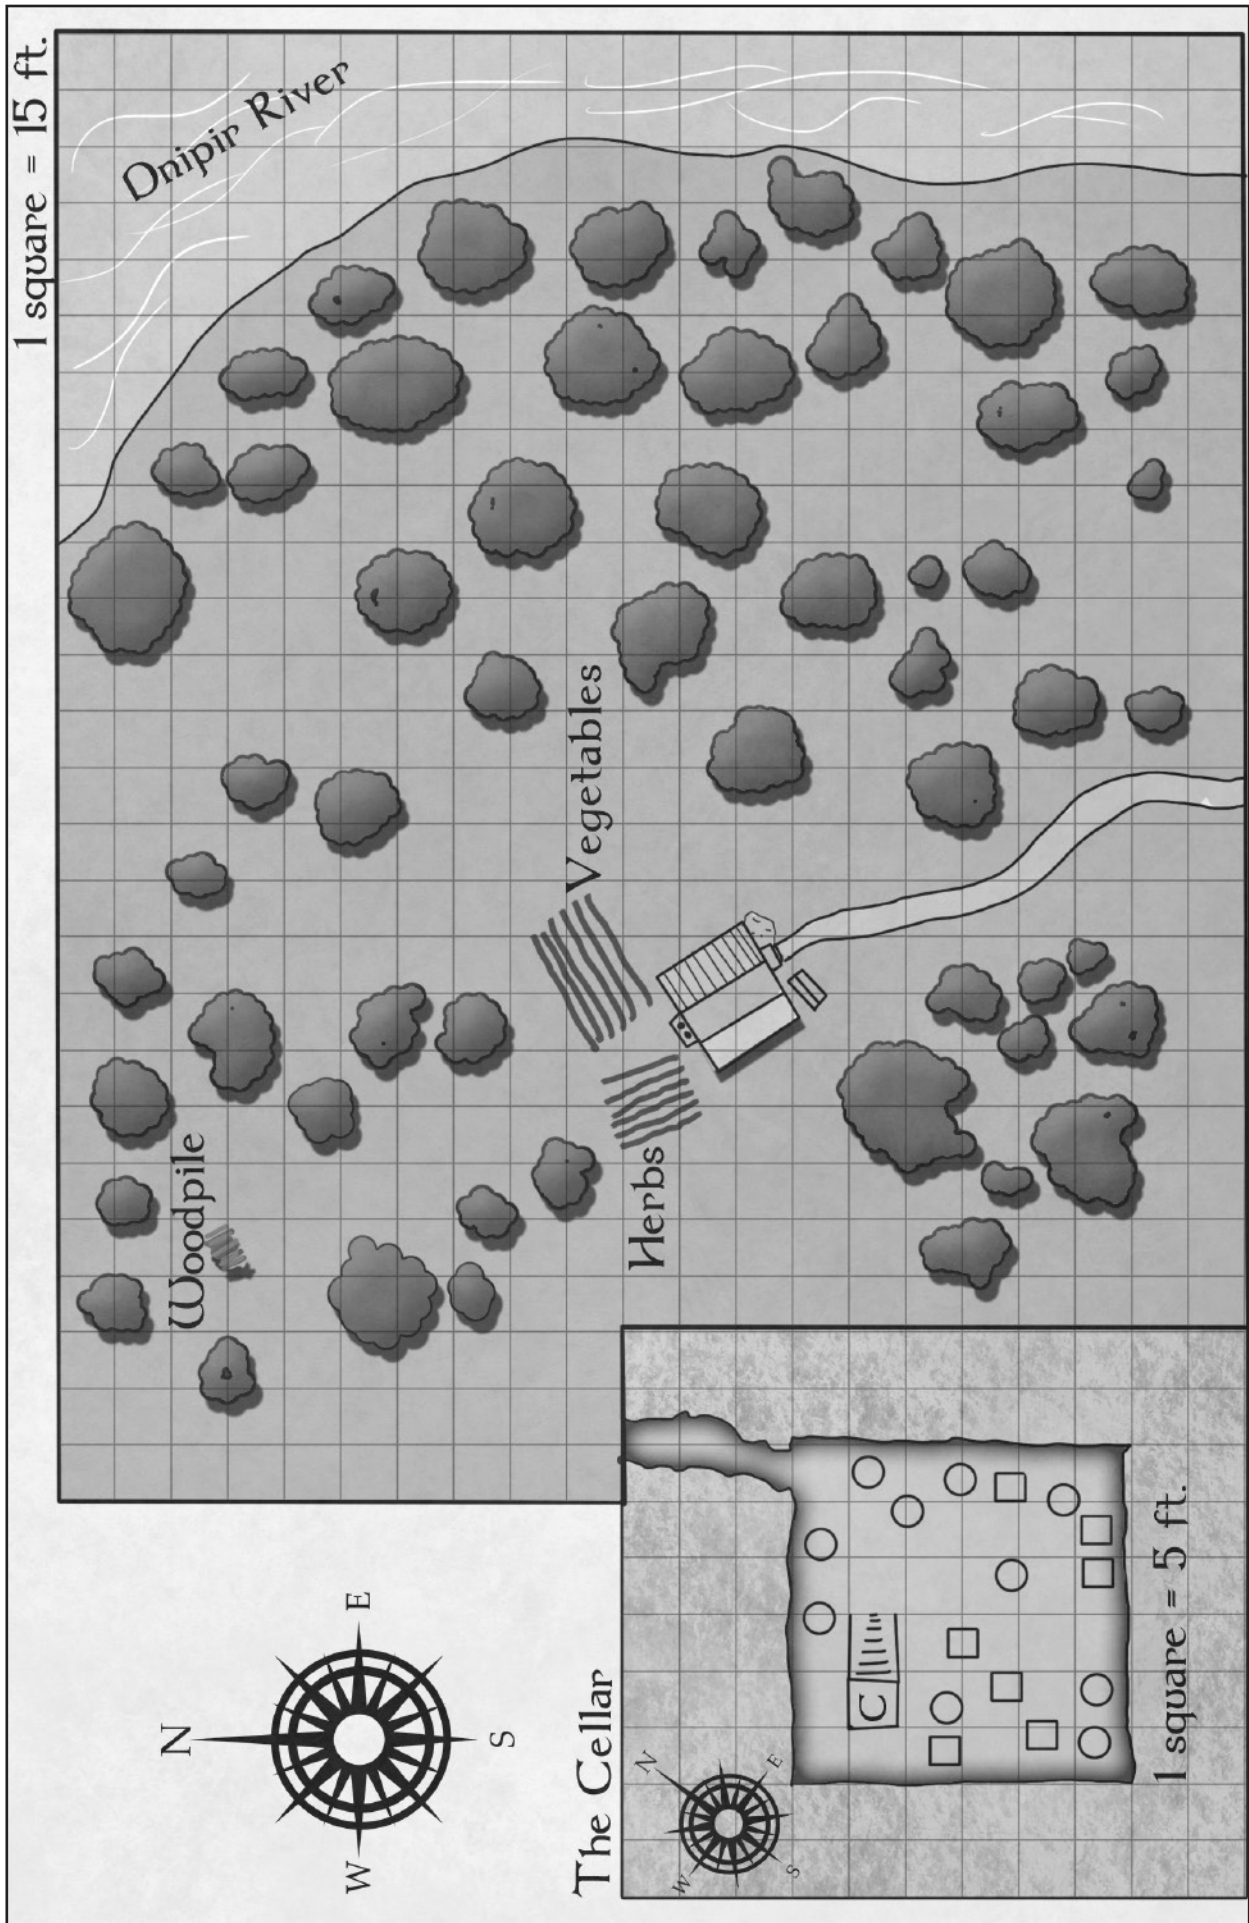 1 square = 15 ft.
Dnipir River
Vegetables
Woodpile
Herbs
N
W
E
S
The Cellar
N
W
E
S
C
1 square = 5 ft.